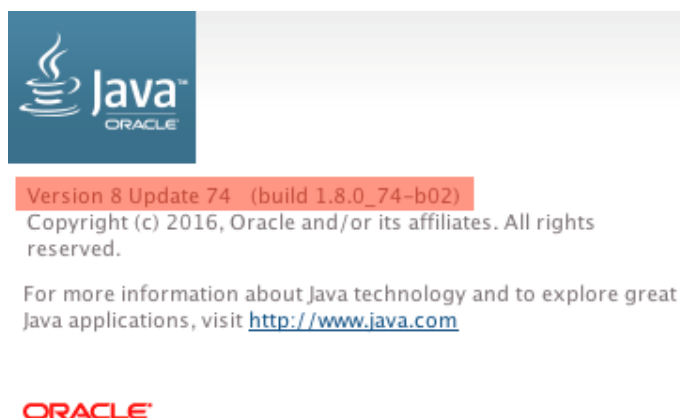 Java™
ORACLE
Version 8 Update 74 (build 1.8.0_74-b02)
Copyright (c) 2016, Oracle and/or its affiliates. All rights
reserved.
For more information about Java technology and to explore great
Java applications, visit http://www.java.com
ORACLE®